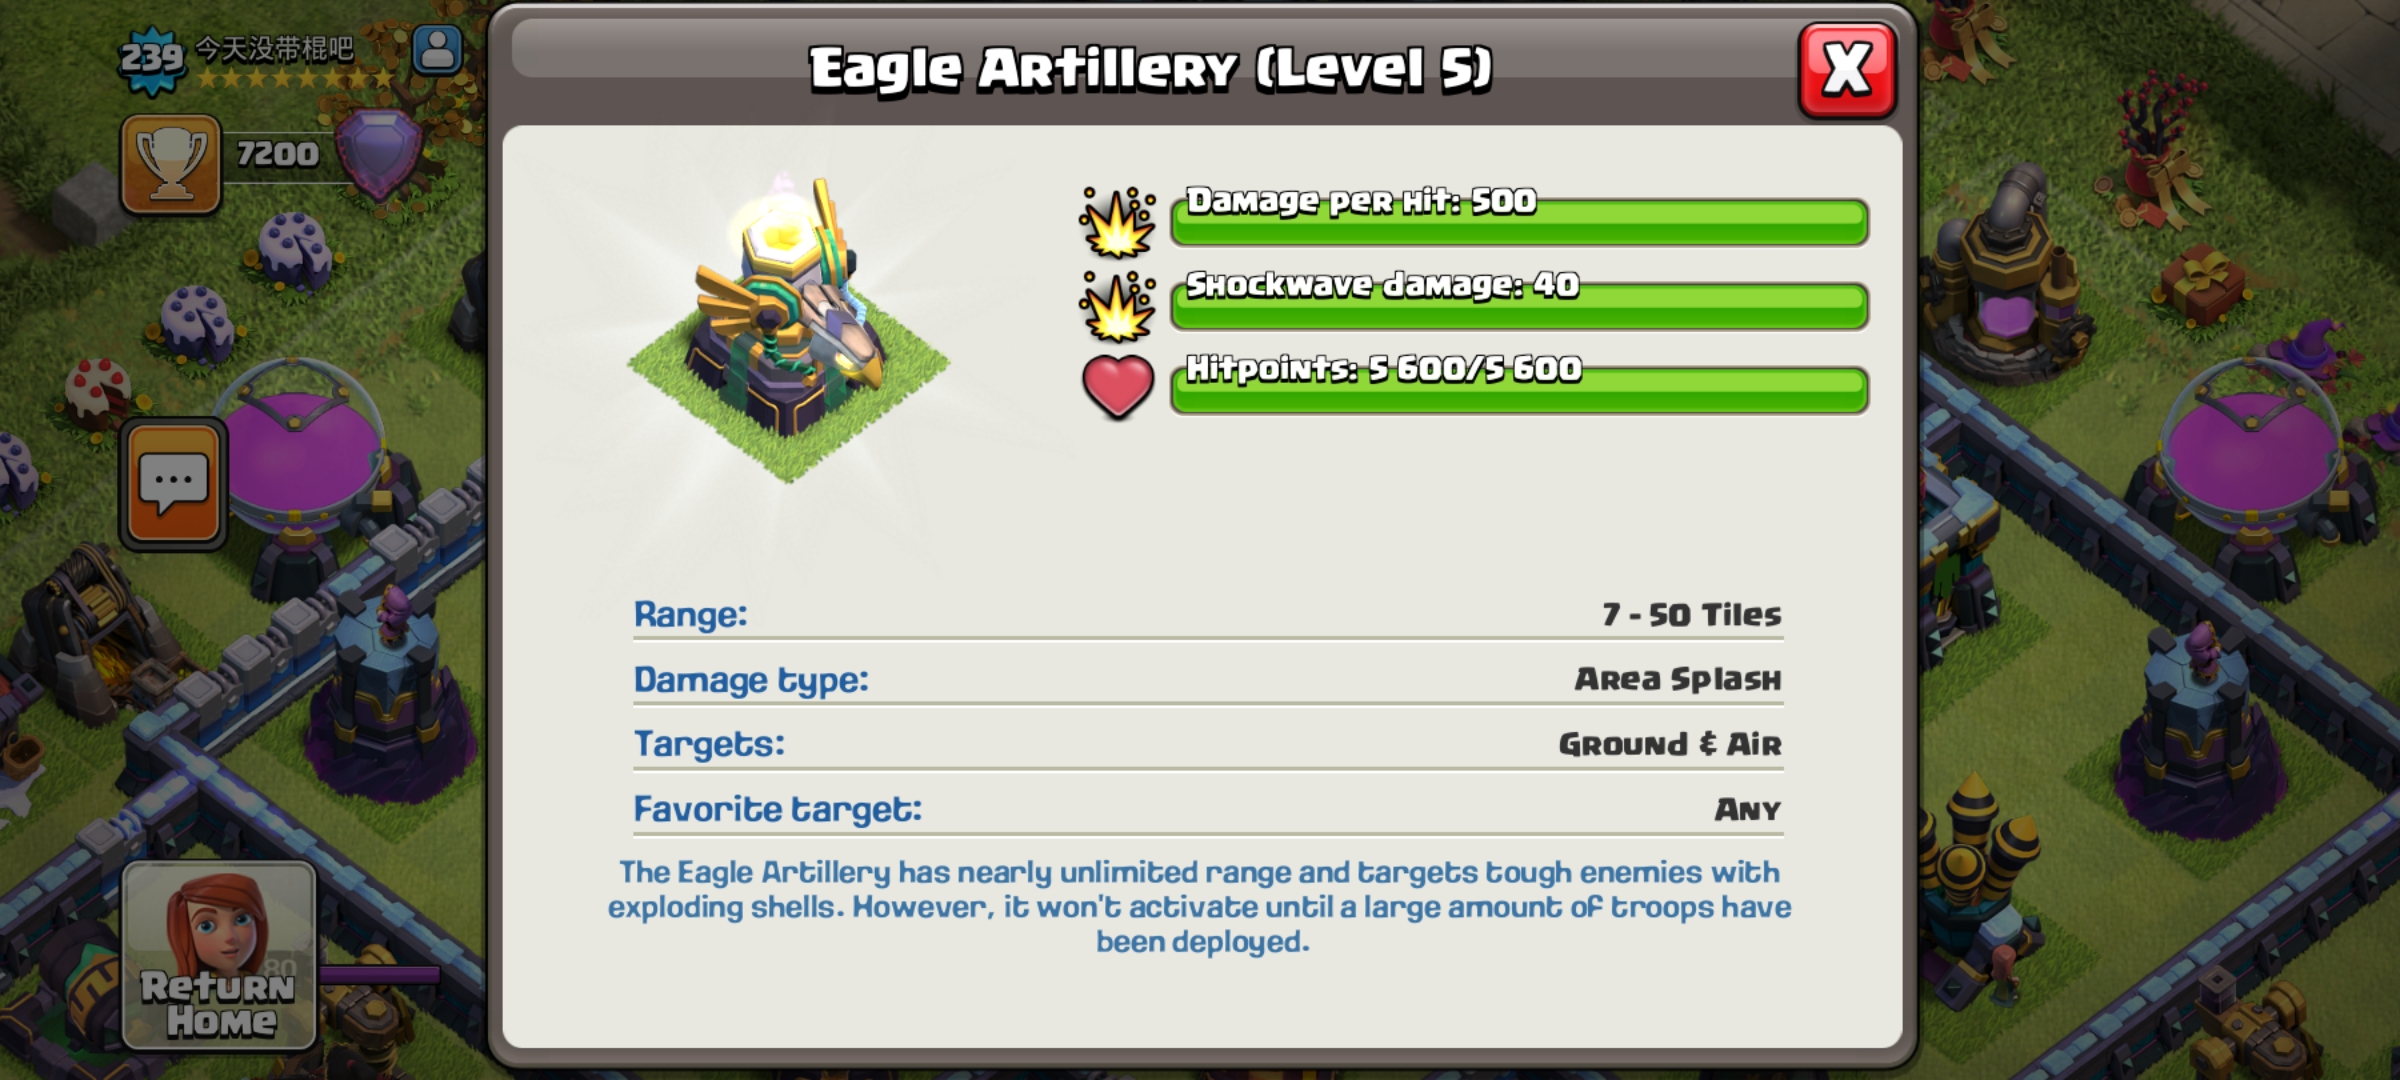 239
今天没带棍吧
7200
Eagle Artillery (Level 5)
X
Damage per hit: 500
Shockwave damage: 40
Hitpoints: 5 600/5 600
Range:
7 - 50 Tiles
Damage type:
Area Splash
Targets:
Ground & Air
Favorite target:
Any
The Eagle Artillery has nearly unlimited range and targets tough enemies with
exploding shells. However, it won't activate until a large amount of troops have
been deployed.
80
Return
Home